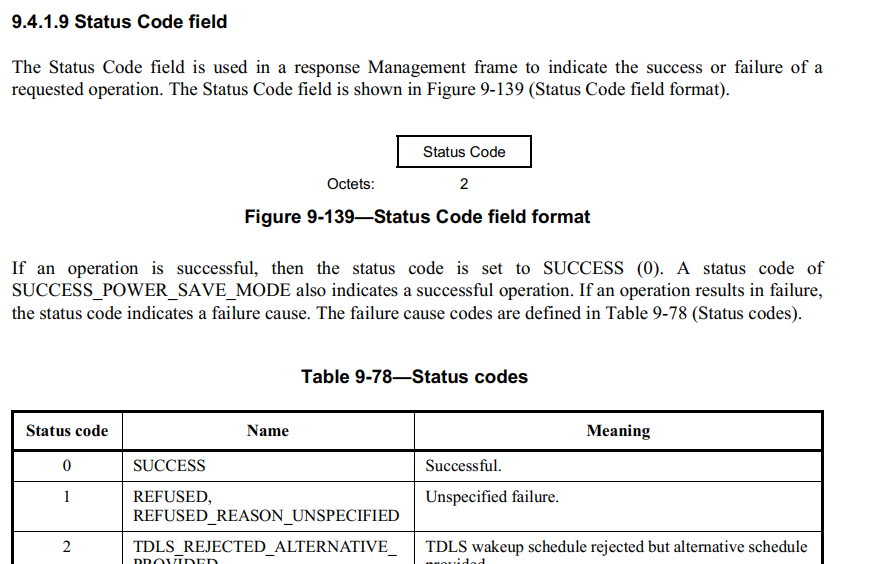 9.4.1.9 Status Code field
The Status Code field is used in a response Management frame to indicate the success or failure of a
requested operation. The Status Code field is shown in Figure 9-139 (Status Code field format).
Status Code
Octets: 2
Figure 9-139—Status Code field format
If an operation is successful, then the status code is set to SUCCESS (0). A status code of
SUCCESS_POWER_SAVE_MODE also indicates a successful operation. If an operation results in failure,
the status code indicates a failure cause. The failure cause codes are defined in Table 9-78 (Status codes).
Table 9-78—Status codes
Status code Name Meaning
0 SUCCESS Successful.
1 REFUSED, Unspecified failure.
REFUSED_REASON_UNSPECIFIED
2 TDLS_REJECTED_ALTERNATIVE_ TDLS wakeup schedule rejected but alternative schedule
PROVIDED provided